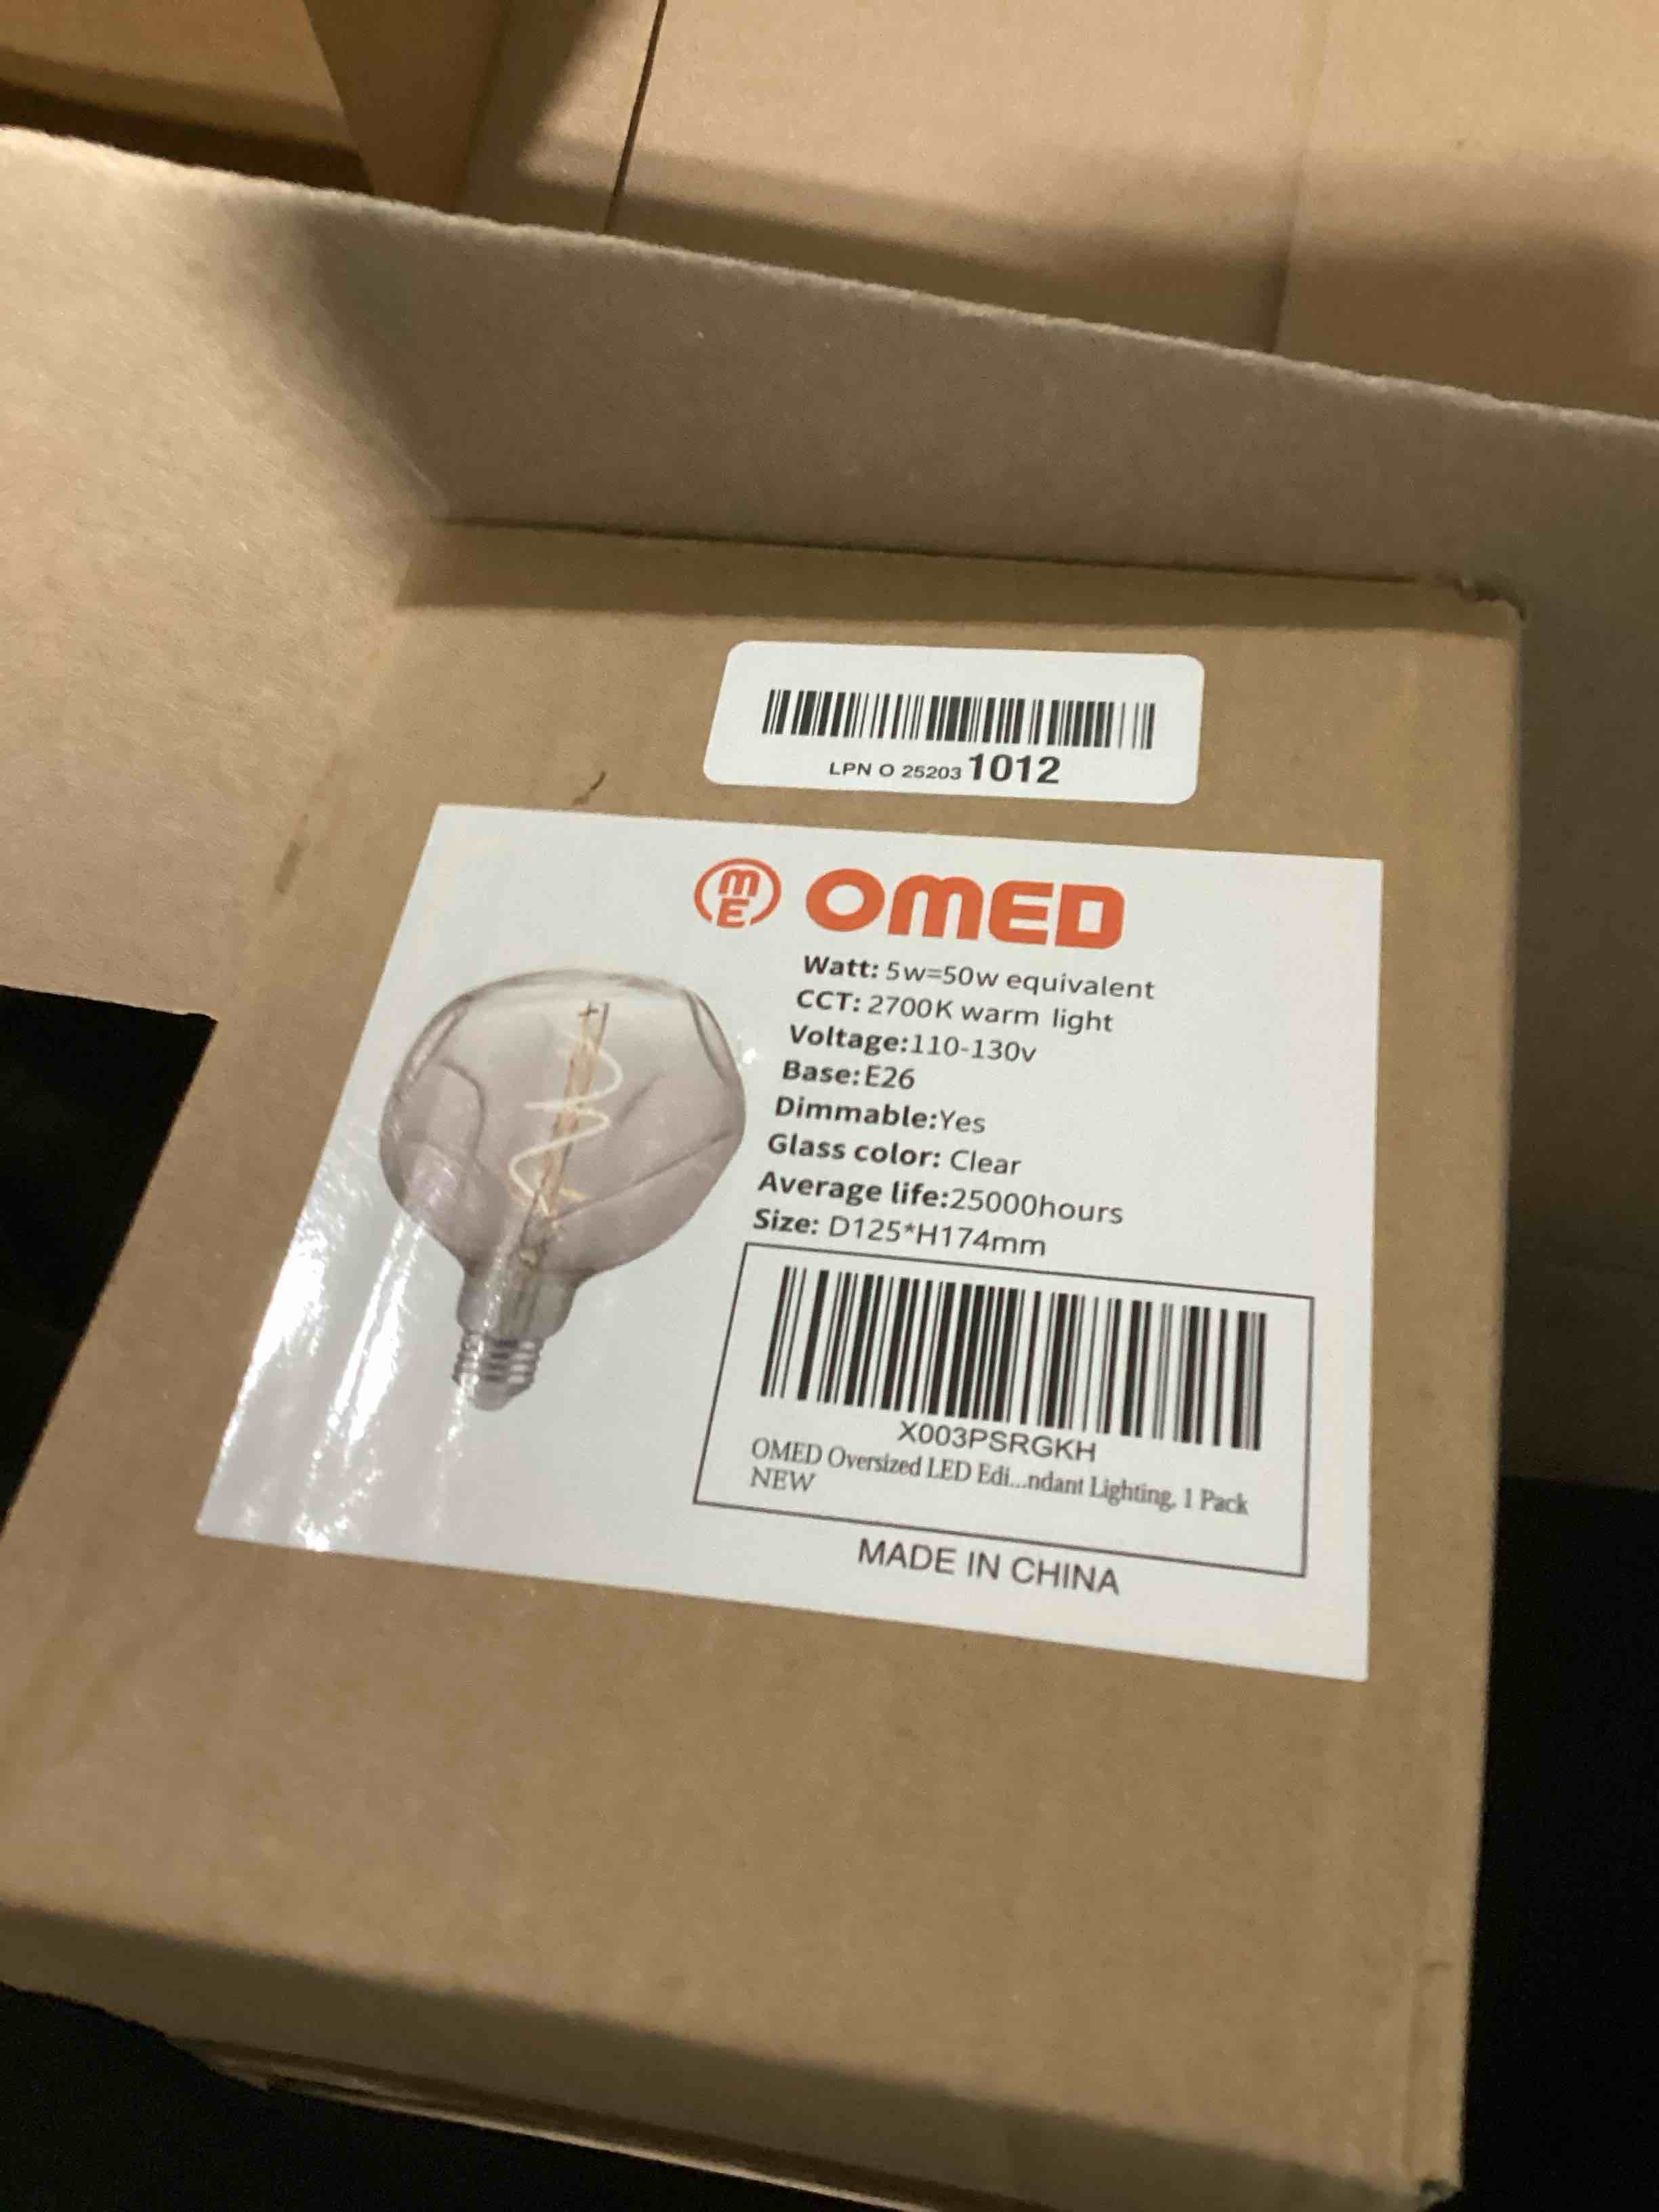 LPN O 25203 1012
ME OMED
Watt: 5w=50w equivalent
CCT: 2700K warm light
Voltage:110-130v
Base:E26
Dimmable:Yes
Glass color: Clear
Average life:25000hours
Size: D125*H174mm
X003PSRGKH
OMED Oversized LED Edi...ndant Lighting, 1 Pack
NEW
MADE IN CHINA